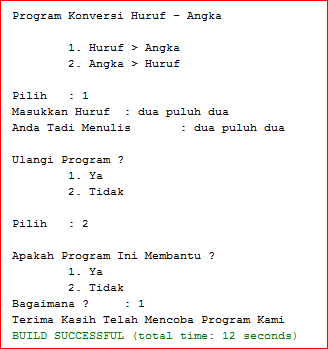 Program Konversi Huruf - Angka
1. Huruf > Angka
2. Angka > Huruf
Pilih : 1
Masukkan Huruf : dua puluh dua
Anda Tadi Menulis : dua puluh dua
Ulangi Program ?
1. Ya
2. Tidak
Pilih : 2
Apakah Program Ini Membantu ?
1. Ya
2. Tidak
Bagaimana ? : 1
Terima Kasih Telah Mencoba Program Kami
BUILD SUCCESSFUL (total time: 12 seconds)